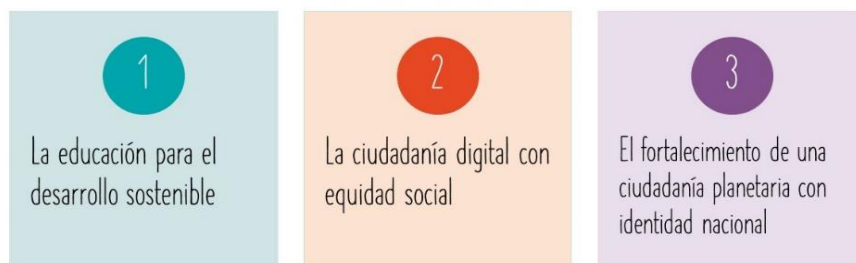 1
La educación para el
desarrollo sostenible
2
La ciudadanía digital con
equidad social
3
El fortalecimiento de una
ciudadanía planetaria con
identidad nacional